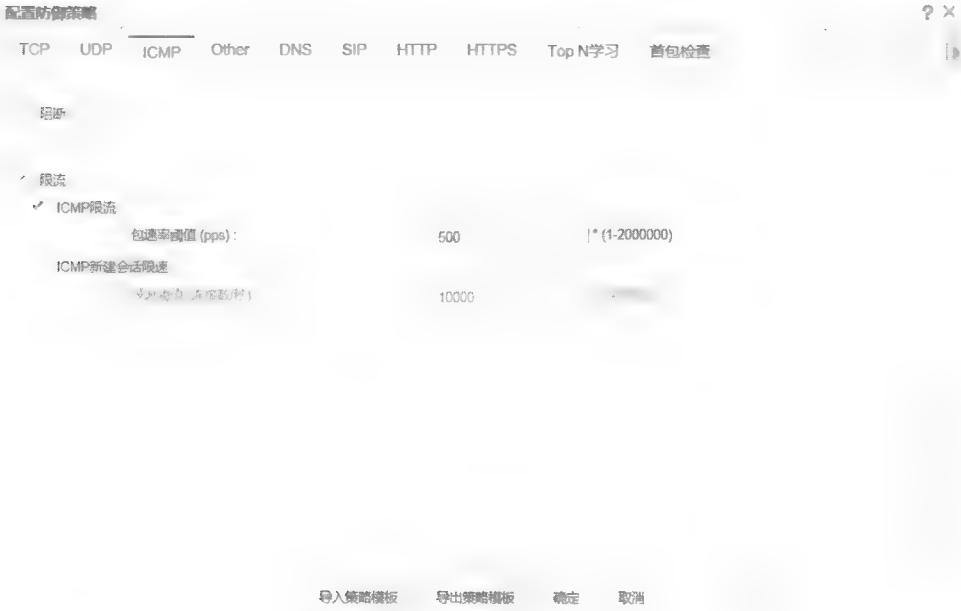 配置防御策略 ? ×
TCP UDP ICMP Other DNS SIP HTTP HTTPS Top N学习 首包检查
阻断
限流
ICMP限流
包速率阈值 (pps) : 500 * (1-2000000)
ICMP新建会话限速
10000
导入策略模板 导出策略模板 确定 取消